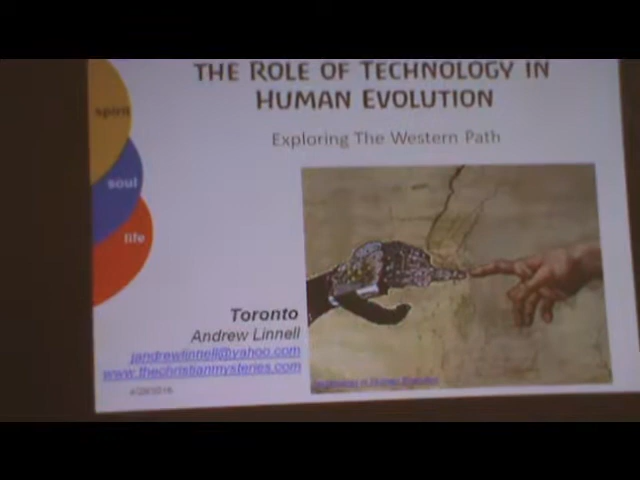 THE ROLE OF TECHNOLOGY IN
HUMAN EVOLUTION
Exploring The Western Path
spirit
soul
life
Toronto
Andrew Linnell
jandrewlinnell@yahoo.com
www.thechristianmysteries.com